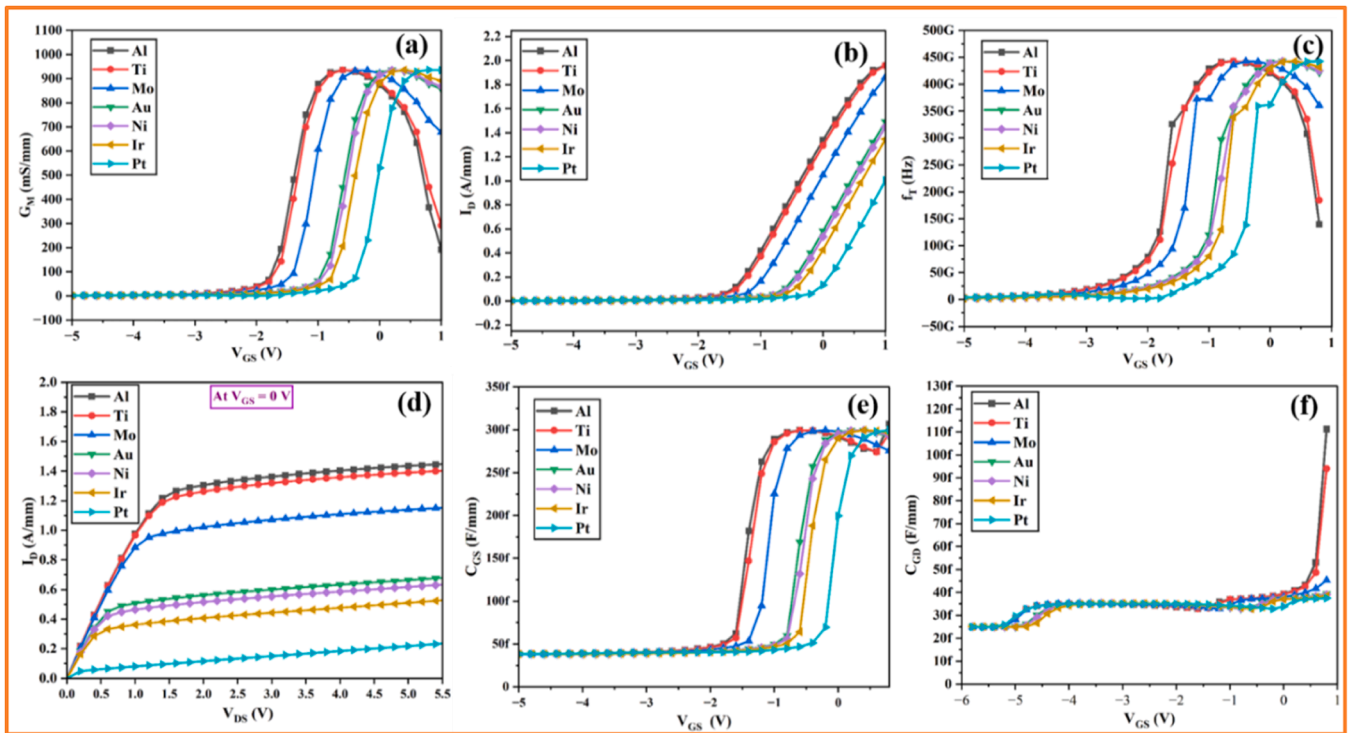 (a)
G_M (mS/mm)
1100
1000
900
800
700
600
500
400
300
200
100
0
−100
Al
Ti
Mo
Au
Ni
Ir
Pt
−5 −4 −3 −2 −1 0 1
V_GS (V)
(b)
I_D (A/mm)
2.2
2.0
1.8
1.6
1.4
1.2
1.0
0.8
0.6
0.4
0.2
0.0
−0.2
Al
Ti
Mo
Au
Ni
Ir
Pt
−5 −4 −3 −2 −1 0 1
V_GS (V)
(c)
f_T (Hz)
500G
450G
400G
350G
300G
250G
200G
150G
100G
50G
0
−50G
Al
Ti
Mo
Au
Ni
Ir
Pt
−5 −4 −3 −2 −1 0 1
V_GS (V)
(d)
At V_GS = 0 V
I_D (A/mm)
2.0
1.8
1.6
1.4
1.2
1.0
0.8
0.6
0.4
0.2
0.0
Al
Ti
Mo
Au
Ni
Ir
Pt
0.0 0.5 1.0 1.5 2.0 2.5 3.0 3.5 4.0 4.5 5.0 5.5
V_DS (V)
(e)
C_GS (F/mm)
350f
300f
250f
200f
150f
100f
50f
0
Al
Ti
Mo
Au
Ni
Ir
Pt
−5 −4 −3 −2 −1 0
V_GS (V)
(f)
C_GD (F/mm)
130f
120f
110f
100f
90f
80f
70f
60f
50f
40f
30f
20f
10f
0f
Al
Ti
Mo
Au
Ni
Ir
Pt
−6 −5 −4 −3 −2 −1 0 1
V_GS (V)